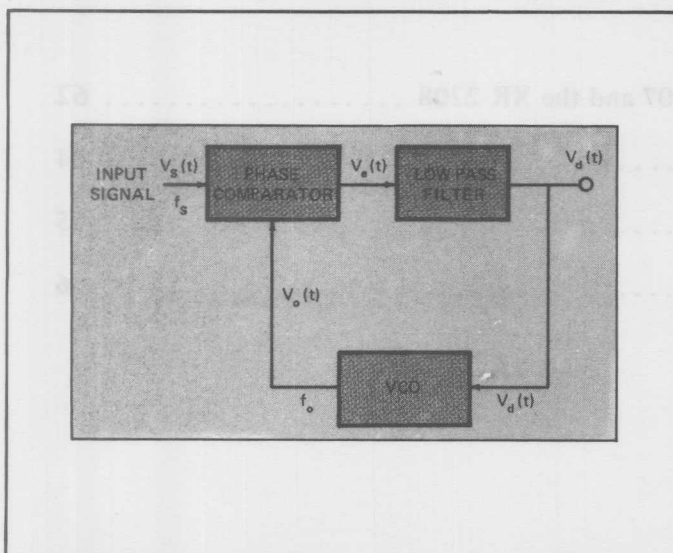 07 and the XR-2208 .................... 62
INPUT SIGNAL
V_s(t)
f_s
PHASE COMPARATOR
V_e(t)
LOW PASS FILTER
V_d(t)
V_o(t)
f_o
VCO
V_d(t)